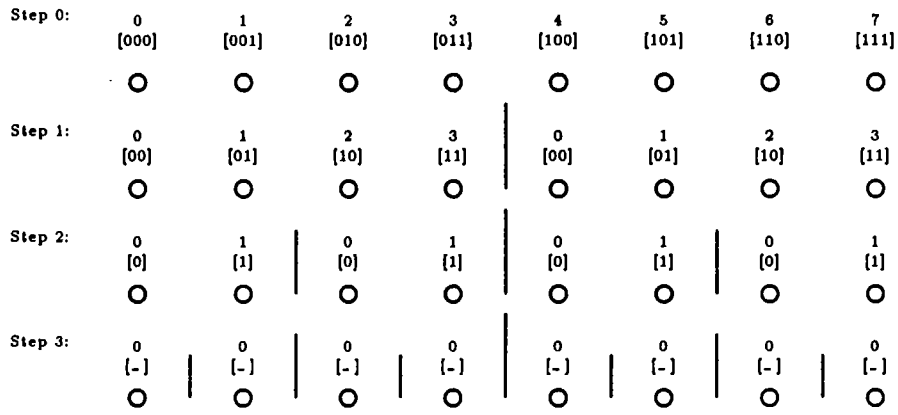 Step 0: 0 1 2 3 4 5 6 7
[000] [001] [010] [011] [100] [101] [110] [111]
Step 1: 0 1 2 3 0 1 2 3
[00] [01] [10] [11] [00] [01] [10] [11]
Step 2: 0 1 0 1 0 1 0 1
[0] [1] [0] [1] [0] [1] [0] [1]
Step 3: 0 0 0 0 0 0 0 0
[-] [-] [-] [-] [-] [-] [-] [-]